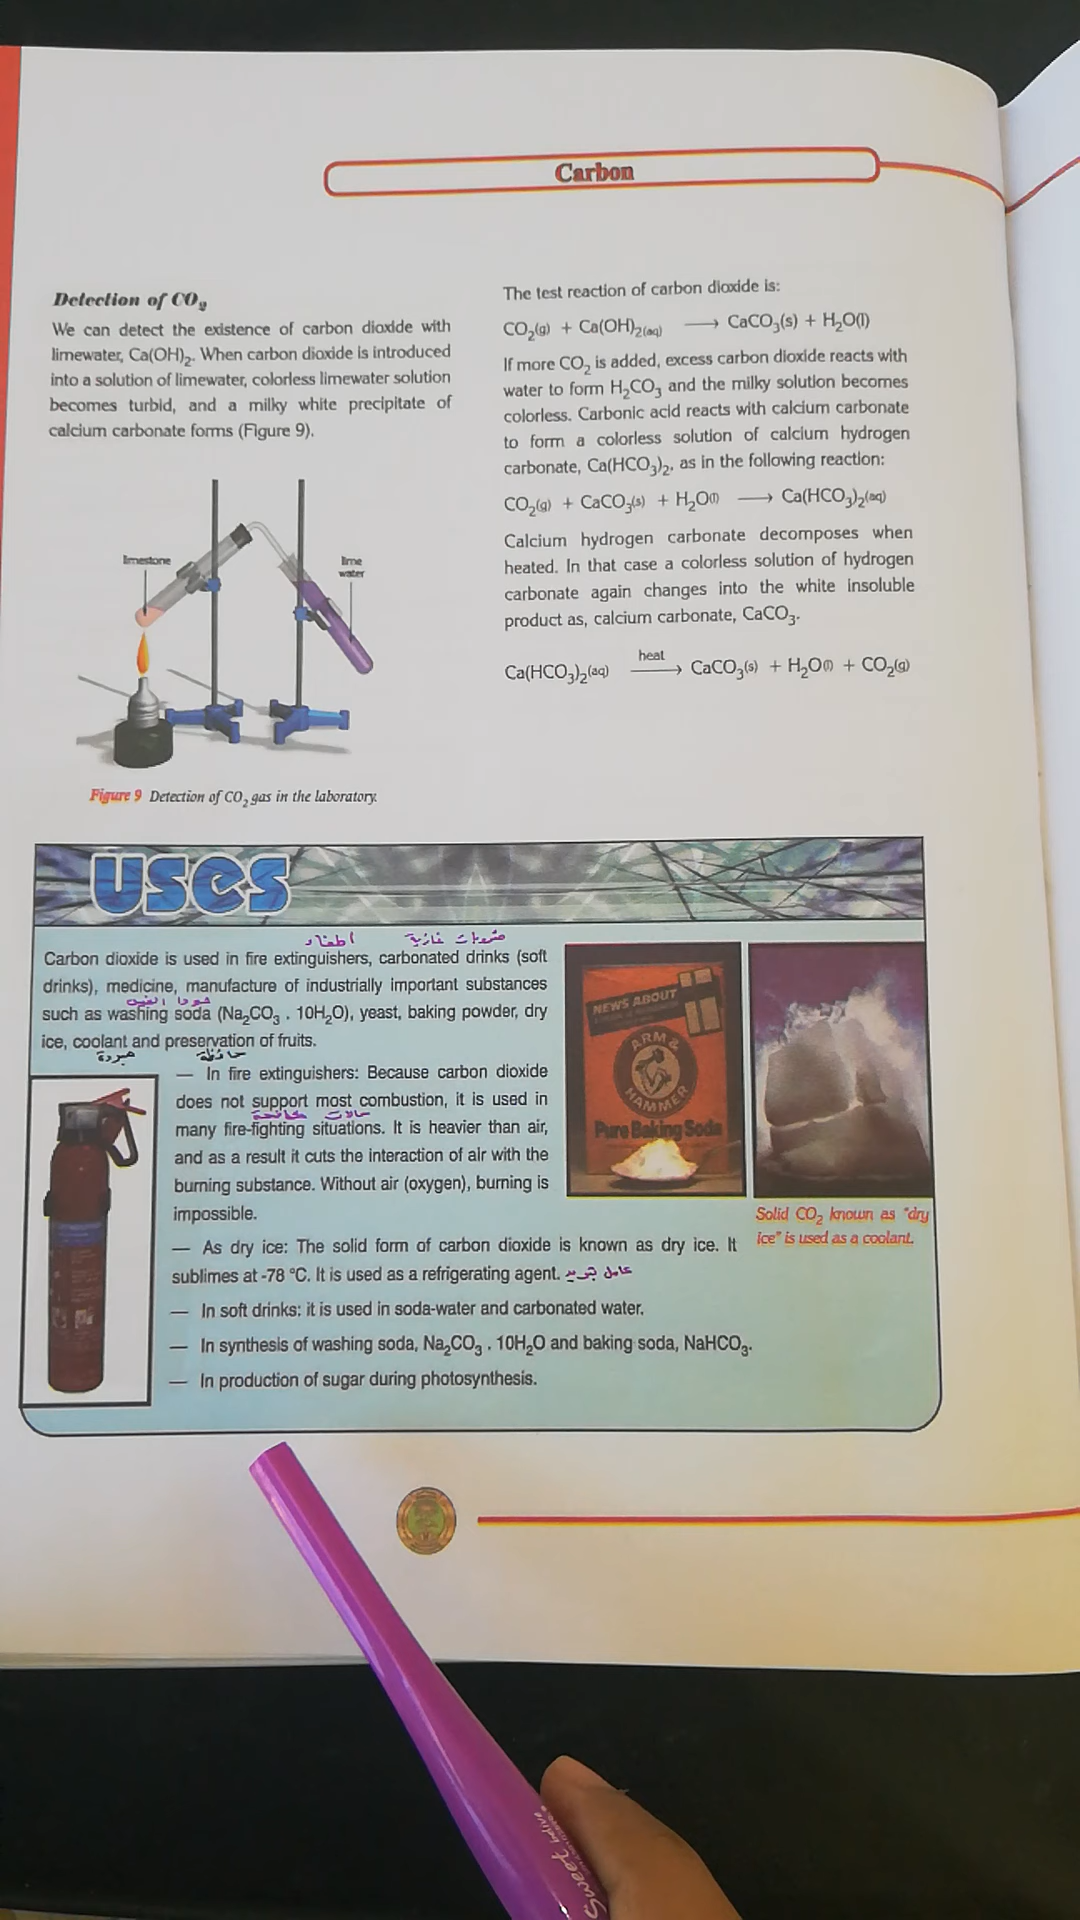 Carbon
Detection of CO₂
We can detect the existence of carbon dioxide with
limewater, Ca(OH)₂. When carbon dioxide is introduced
into a solution of limewater, colorless limewater solution
becomes turbid, and a milky white precipitate of
calcium carbonate forms (Figure 9).
limestone
lime
water
Figure 9 Detection of CO₂ gas in the laboratory.
The test reaction of carbon dioxide is:
CO₂(g) + Ca(OH)₂(aq) ⟶ CaCO₃(s) + H₂O(l)
If more CO₂ is added, excess carbon dioxide reacts with
water to form H₂CO₃ and the milky solution becomes
colorless. Carbonic acid reacts with calcium carbonate
to form a colorless solution of calcium hydrogen
carbonate, Ca(HCO₃)₂, as in the following reaction:
CO₂(g) + CaCO₃(s) + H₂O(l) ⟶ Ca(HCO₃)₂(aq)
Calcium hydrogen carbonate decomposes when
heated. In that case a colorless solution of hydrogen
carbonate again changes into the white insoluble
product as, calcium carbonate, CaCO₃.
heat
Ca(HCO₃)₂(aq) ⟶ CaCO₃(s) + H₂O(l) + CO₂(g)
uses
اطفاء مشروبات غازية
Carbon dioxide is used in fire extinguishers, carbonated drinks (soft
drinks), medicine, manufacture of industrially important substances
صودا الغسيل
such as washing soda (Na₂CO₃ . 10H₂O), yeast, baking powder, dry
ice, coolant and preservation of fruits.
مبردة حافظة
— In fire extinguishers: Because carbon dioxide
does not support most combustion, it is used in
حالات مكافحة
many fire-fighting situations. It is heavier than air,
and as a result it cuts the interaction of air with the
burning substance. Without air (oxygen), burning is
impossible.
— As dry ice: The solid form of carbon dioxide is known as dry ice. It
sublimes at -78 °C. It is used as a refrigerating agent. عامل تبريد
— In soft drinks: it is used in soda-water and carbonated water.
— In synthesis of washing soda, Na₂CO₃ . 10H₂O and baking soda, NaHCO₃.
— In production of sugar during photosynthesis.
NEWS ABOUT
ARM &
HAMMER
Pure Baking Soda
Solid CO₂ known as "dry
ice" is used as a coolant.
Sweet